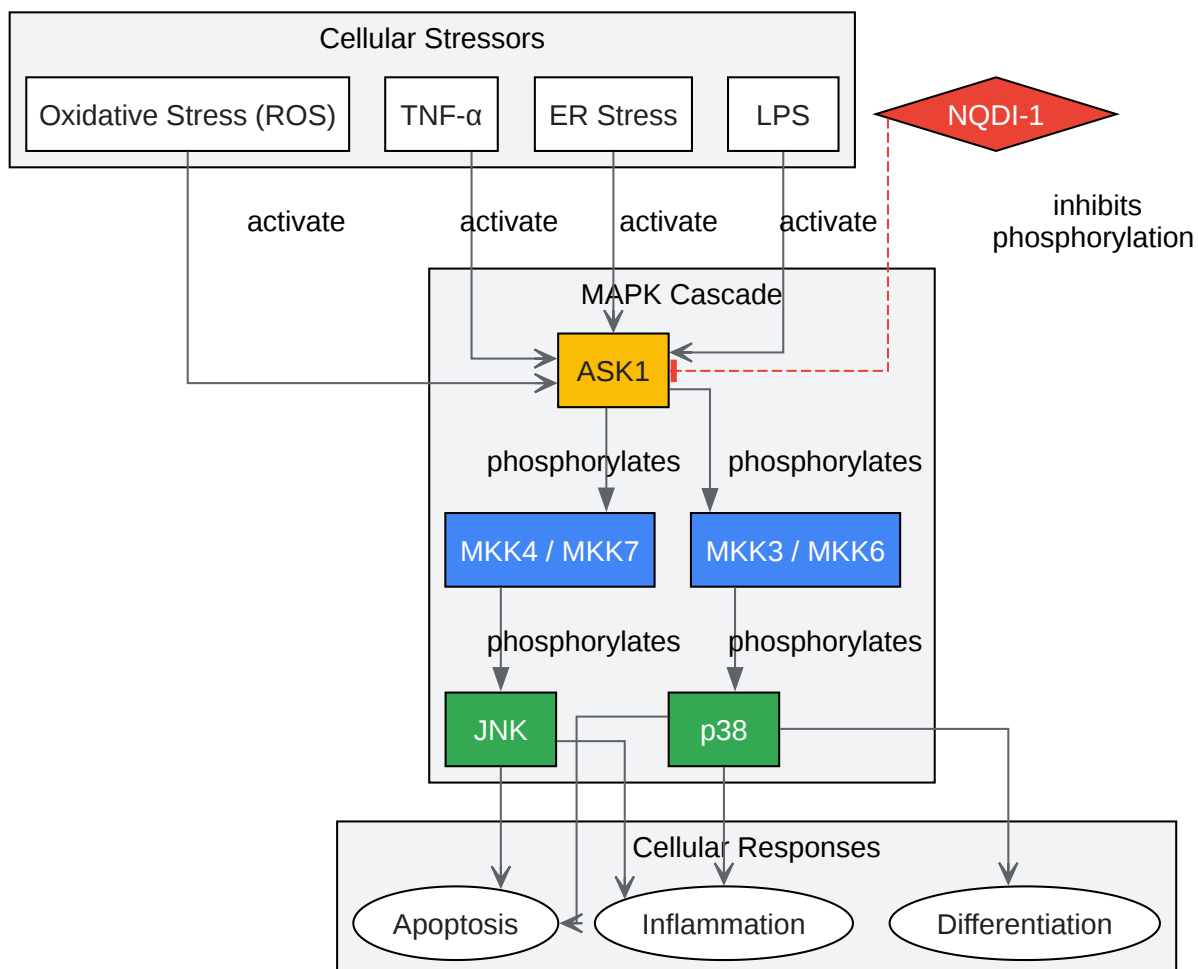 Cellular Stressors
Oxidative Stress (ROS)
TNF-α
ER Stress
LPS
NQDI-1
activate
activate
activate
activate
inhibits
phosphorylation
MAPK Cascade
ASK1
phosphorylates
phosphorylates
MKK4 / MKK7
MKK3 / MKK6
phosphorylates
phosphorylates
JNK
p38
Cellular Responses
Apoptosis
Inflammation
Differentiation